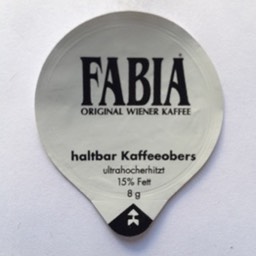 FABIA
ORIGINAL WIENER KAFFEE
haltbar Kaffeeobers
ultrahocherhitzt
15% Fett
8 g